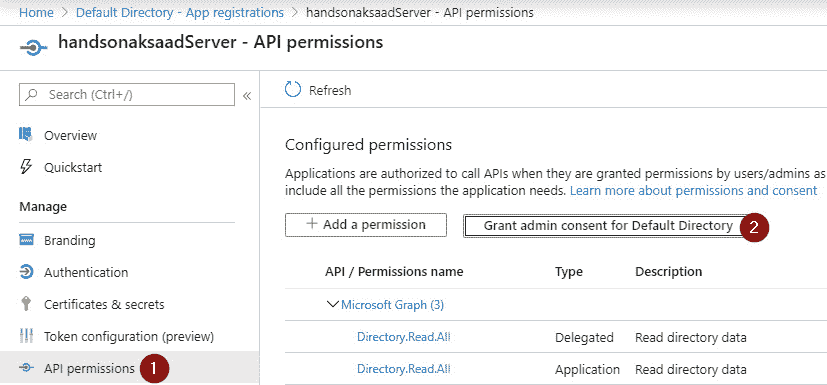 Home > Default Directory - App registrations > handsonaksaadServer - API permissions
handsonaksaadServer - API permissions
Search (Ctrl+/)
«
Refresh
Overview
Quickstart
Manage
Branding
Authentication
Certificates & secrets
Token configuration (preview)
API permissions
1
Configured permissions
Applications are authorized to call APIs when they are granted permissions by users/admins as
include all the permissions the application needs. Learn more about permissions and consent
+ Add a permission
Grant admin consent for Default Directory
2
API / Permissions name Type Description
Microsoft Graph (3)
Directory.Read.All Delegated Read directory data
Directory.Read.All Application Read directory data